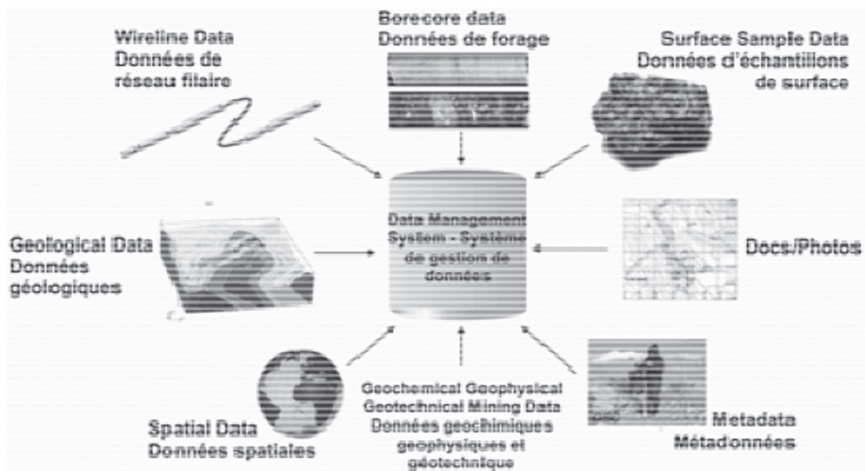 Wireline Data
Données de
réseau filaire
Borecore data
Données de forage
Surface Sample Data
Données d'échantillons
de surface
Geological Data
Données
géologiques
Data Management
System - Système
de gestion de
données
Docs/Photos
Spatial Data
Données spatiales
Geochemical Geophysical
Geotechnical Mining Data
Données geochimiques
geophysiques et
géotechnique
Metadata
Métadonnées